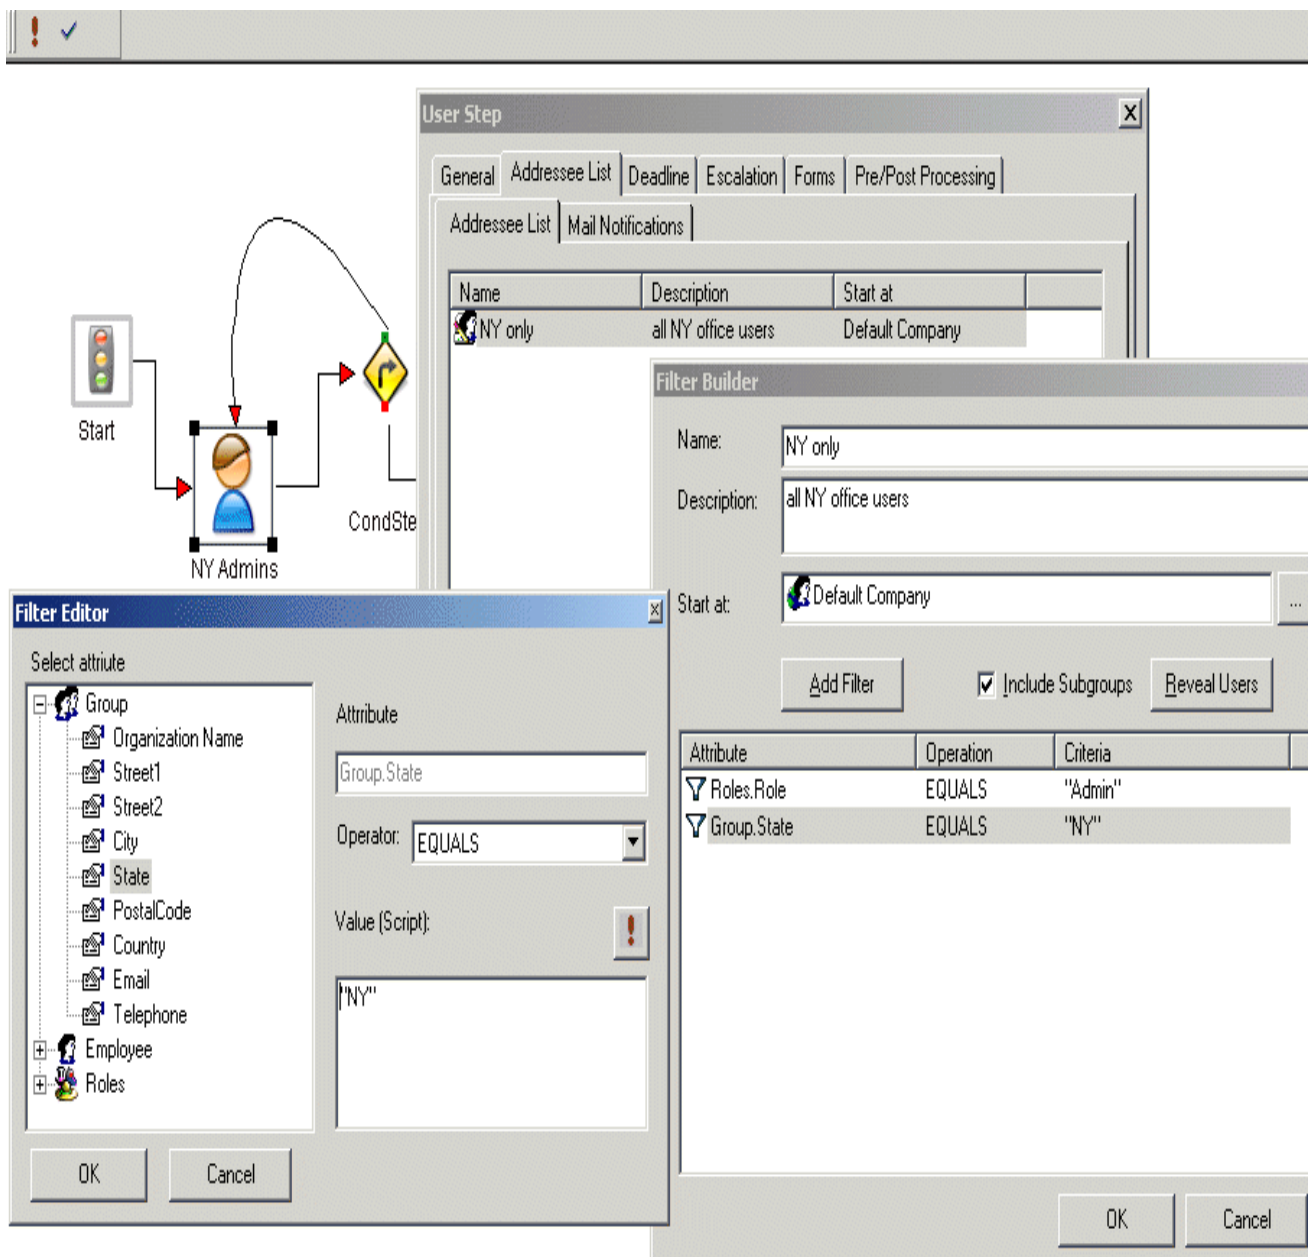 User Step
General Addressee List Deadline Escalation Forms Pre/Post Processing
Addressee List Mail Notifications
Name Description Start at
NY only all NY office users Default Company
Start
NY Admins
CondSte
Filter Builder
Name: NY only
Description: all NY office users
Start at: Default Company ...
Add Filter Include Subgroups Reveal Users
Attribute Operation Criteria
Roles.Role EQUALS "Admin"
Group.State EQUALS "NY"
OK Cancel
Filter Editor
Select attriute
Group
Organization Name
Street1
Street2
City
State
PostalCode
Country
Email
Telephone
Employee
Roles
Attrribute
Group.State
Operator: EQUALS
Value (Script):
"NY"
OK Cancel